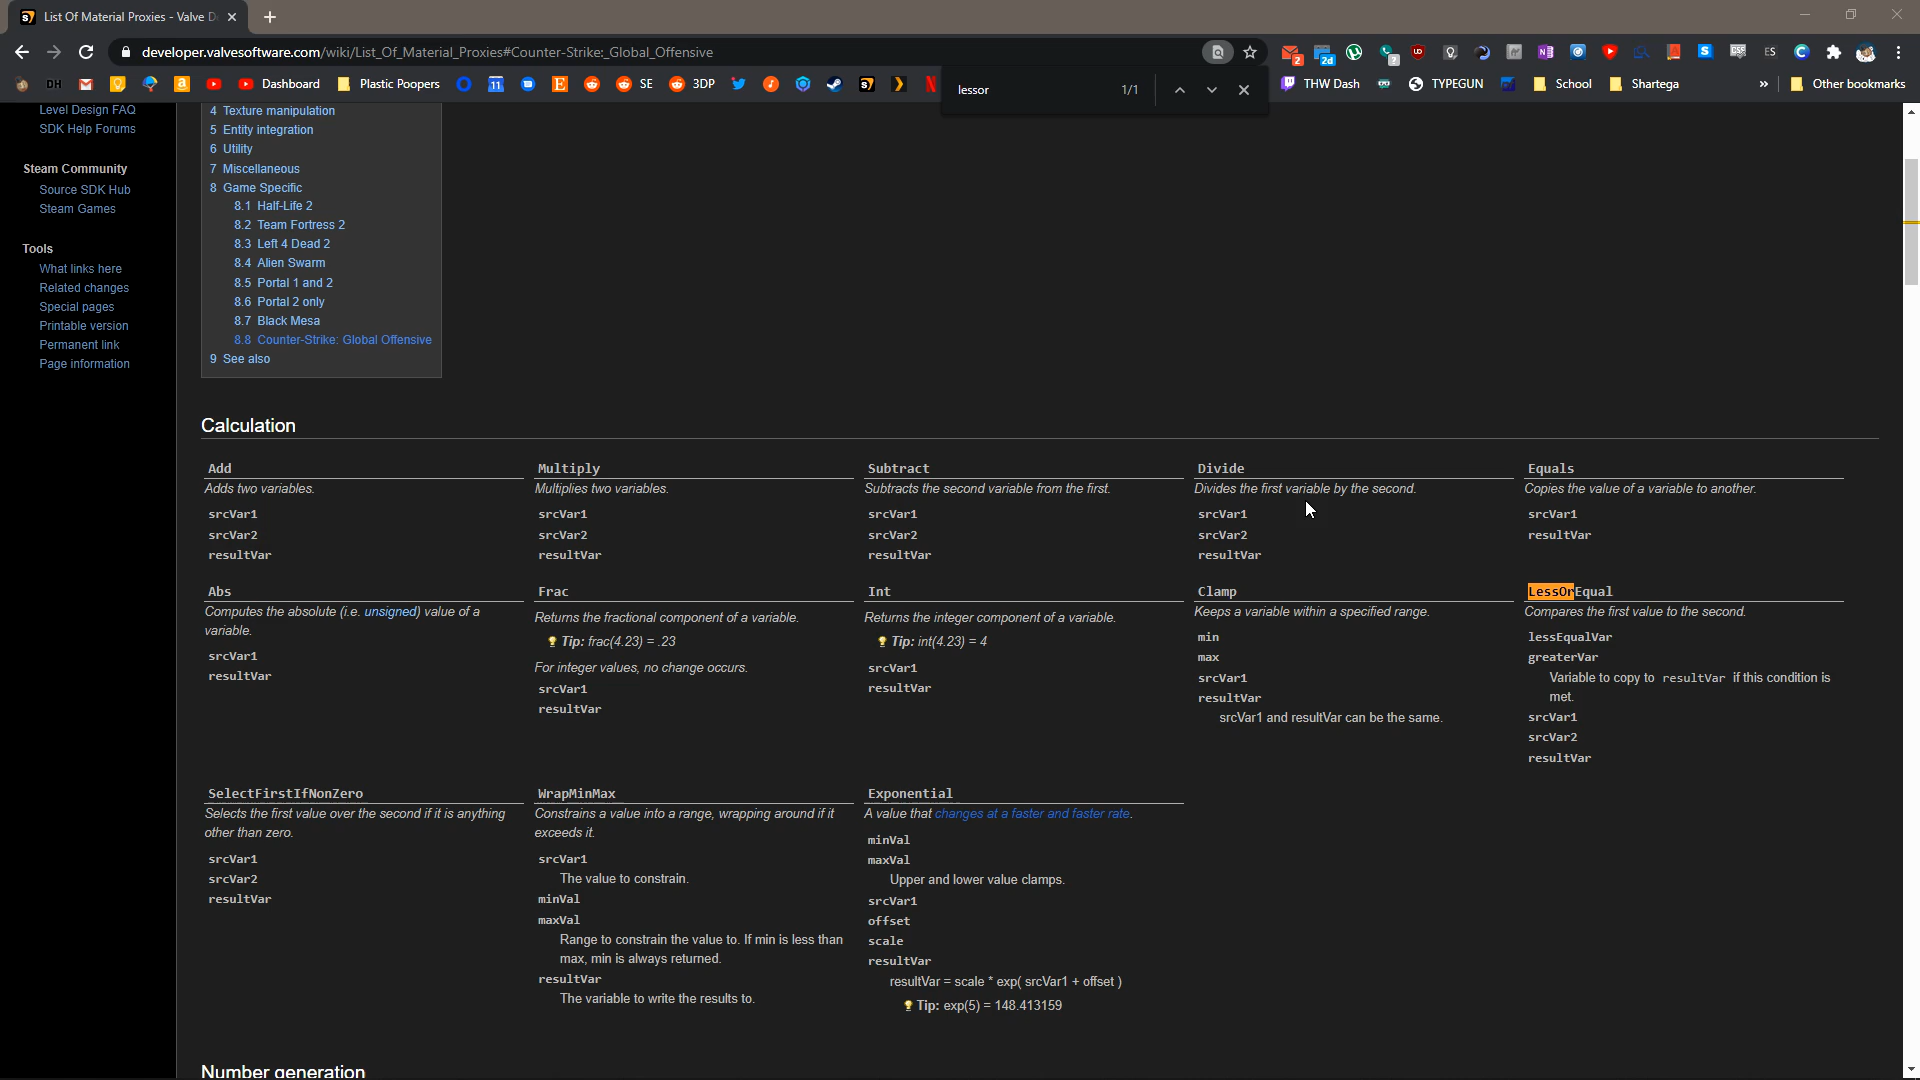 List Of Material Proxies - Valve D
developer.valvesoftware.com/wiki/List_Of_Material_Proxies#Counter-Strike:_Global_Offensive
2
2d
?
ES
DH
Dashboard
Plastic Poopers
11
SE
3DP
lessor
1/1
THW Dash
TYPEGUN
School
Shartega
»
Other bookmarks
Level Design FAQ
SDK Help Forums
Steam Community
Source SDK Hub
Steam Games
Tools
What links here
Related changes
Special pages
Printable version
Permanent link
Page information
4 Texture manipulation
5 Entity integration
6 Utility
7 Miscellaneous
8 Game Specific
8.1 Half-Life 2
8.2 Team Fortress 2
8.3 Left 4 Dead 2
8.4 Alien Swarm
8.5 Portal 1 and 2
8.6 Portal 2 only
8.7 Black Mesa
8.8 Counter-Strike: Global Offensive
9 See also
Calculation
Add
Adds two variables.
srcVar1
srcVar2
resultVar
Multiply
Multiplies two variables.
srcVar1
srcVar2
resultVar
Subtract
Subtracts the second variable from the first.
srcVar1
srcVar2
resultVar
Divide
Divides the first variable by the second.
srcVar1
srcVar2
resultVar
Equals
Copies the value of a variable to another.
srcVar1
resultVar
Abs
Computes the absolute (i.e. unsigned) value of a
variable.
srcVar1
resultVar
Frac
Returns the fractional component of a variable.
Tip: frac(4.23) = .23
For integer values, no change occurs.
srcVar1
resultVar
Int
Returns the integer component of a variable.
Tip: int(4.23) = 4
srcVar1
resultVar
Clamp
Keeps a variable within a specified range.
min
max
srcVar1
resultVar
srcVar1 and resultVar can be the same.
LessOrEqual
Compares the first value to the second.
lessEqualVar
greaterVar
Variable to copy to resultVar if this condition is
met.
srcVar1
srcVar2
resultVar
SelectFirstIfNonZero
Selects the first value over the second if it is anything
other than zero.
srcVar1
srcVar2
resultVar
WrapMinMax
Constrains a value into a range, wrapping around if it
exceeds it.
srcVar1
The value to constrain.
minVal
maxVal
Range to constrain the value to. If min is less than
max, min is always returned.
resultVar
The variable to write the results to.
Exponential
A value that changes at a faster and faster rate.
minVal
maxVal
Upper and lower value clamps.
srcVar1
offset
scale
resultVar
resultVar = scale * exp( srcVar1 + offset )
Tip: exp(5) = 148.413159
Number generation